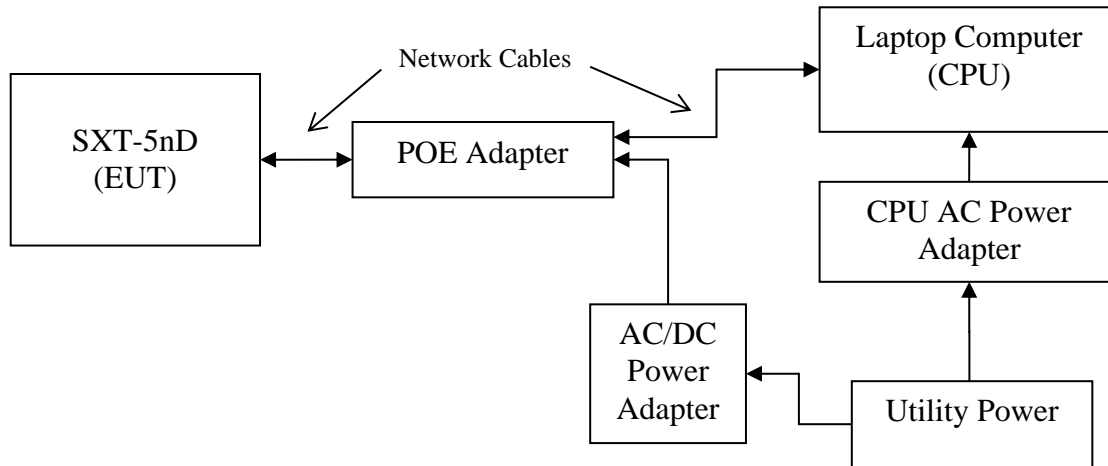 Network Cables
Laptop Computer
(CPU)
SXT-5nD
(EUT)
POE Adapter
CPU AC Power
Adapter
AC/DC
Power
Adapter
Utility Power